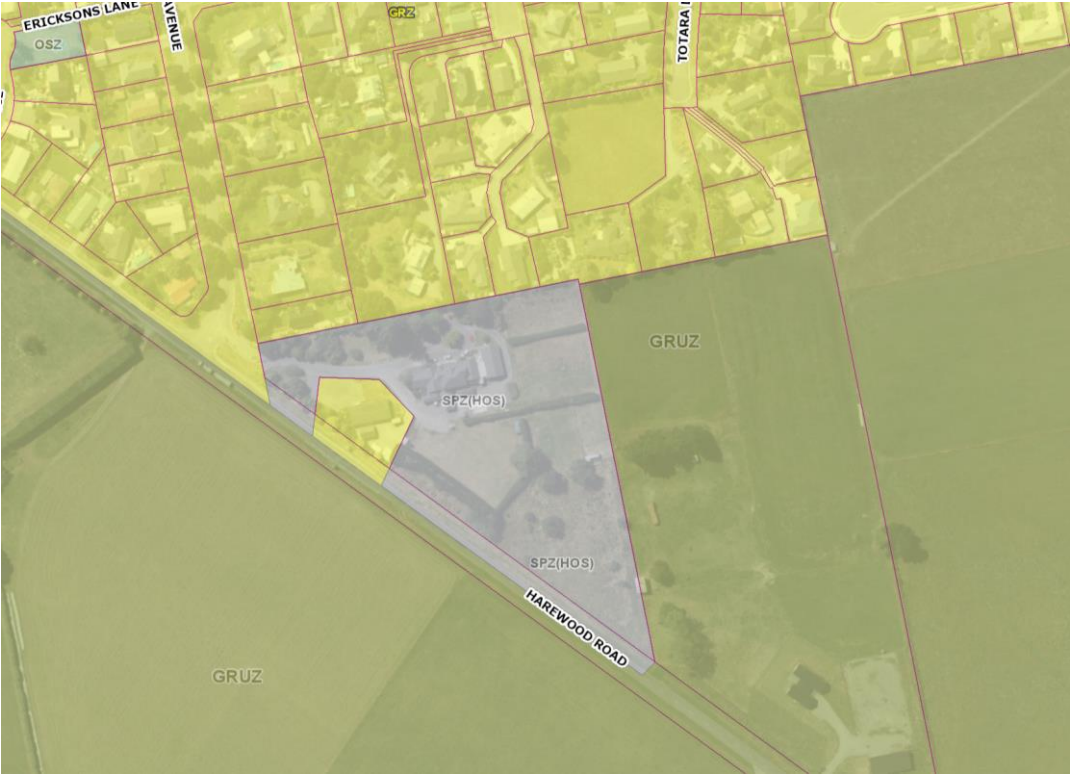 ERICKSONS LANE
AVENUE
GRZ
TOTARA
OSZ
GRUZ
SPZ(HOS)
SPZ(HOS)
HAREWOOD ROAD
GRUZ